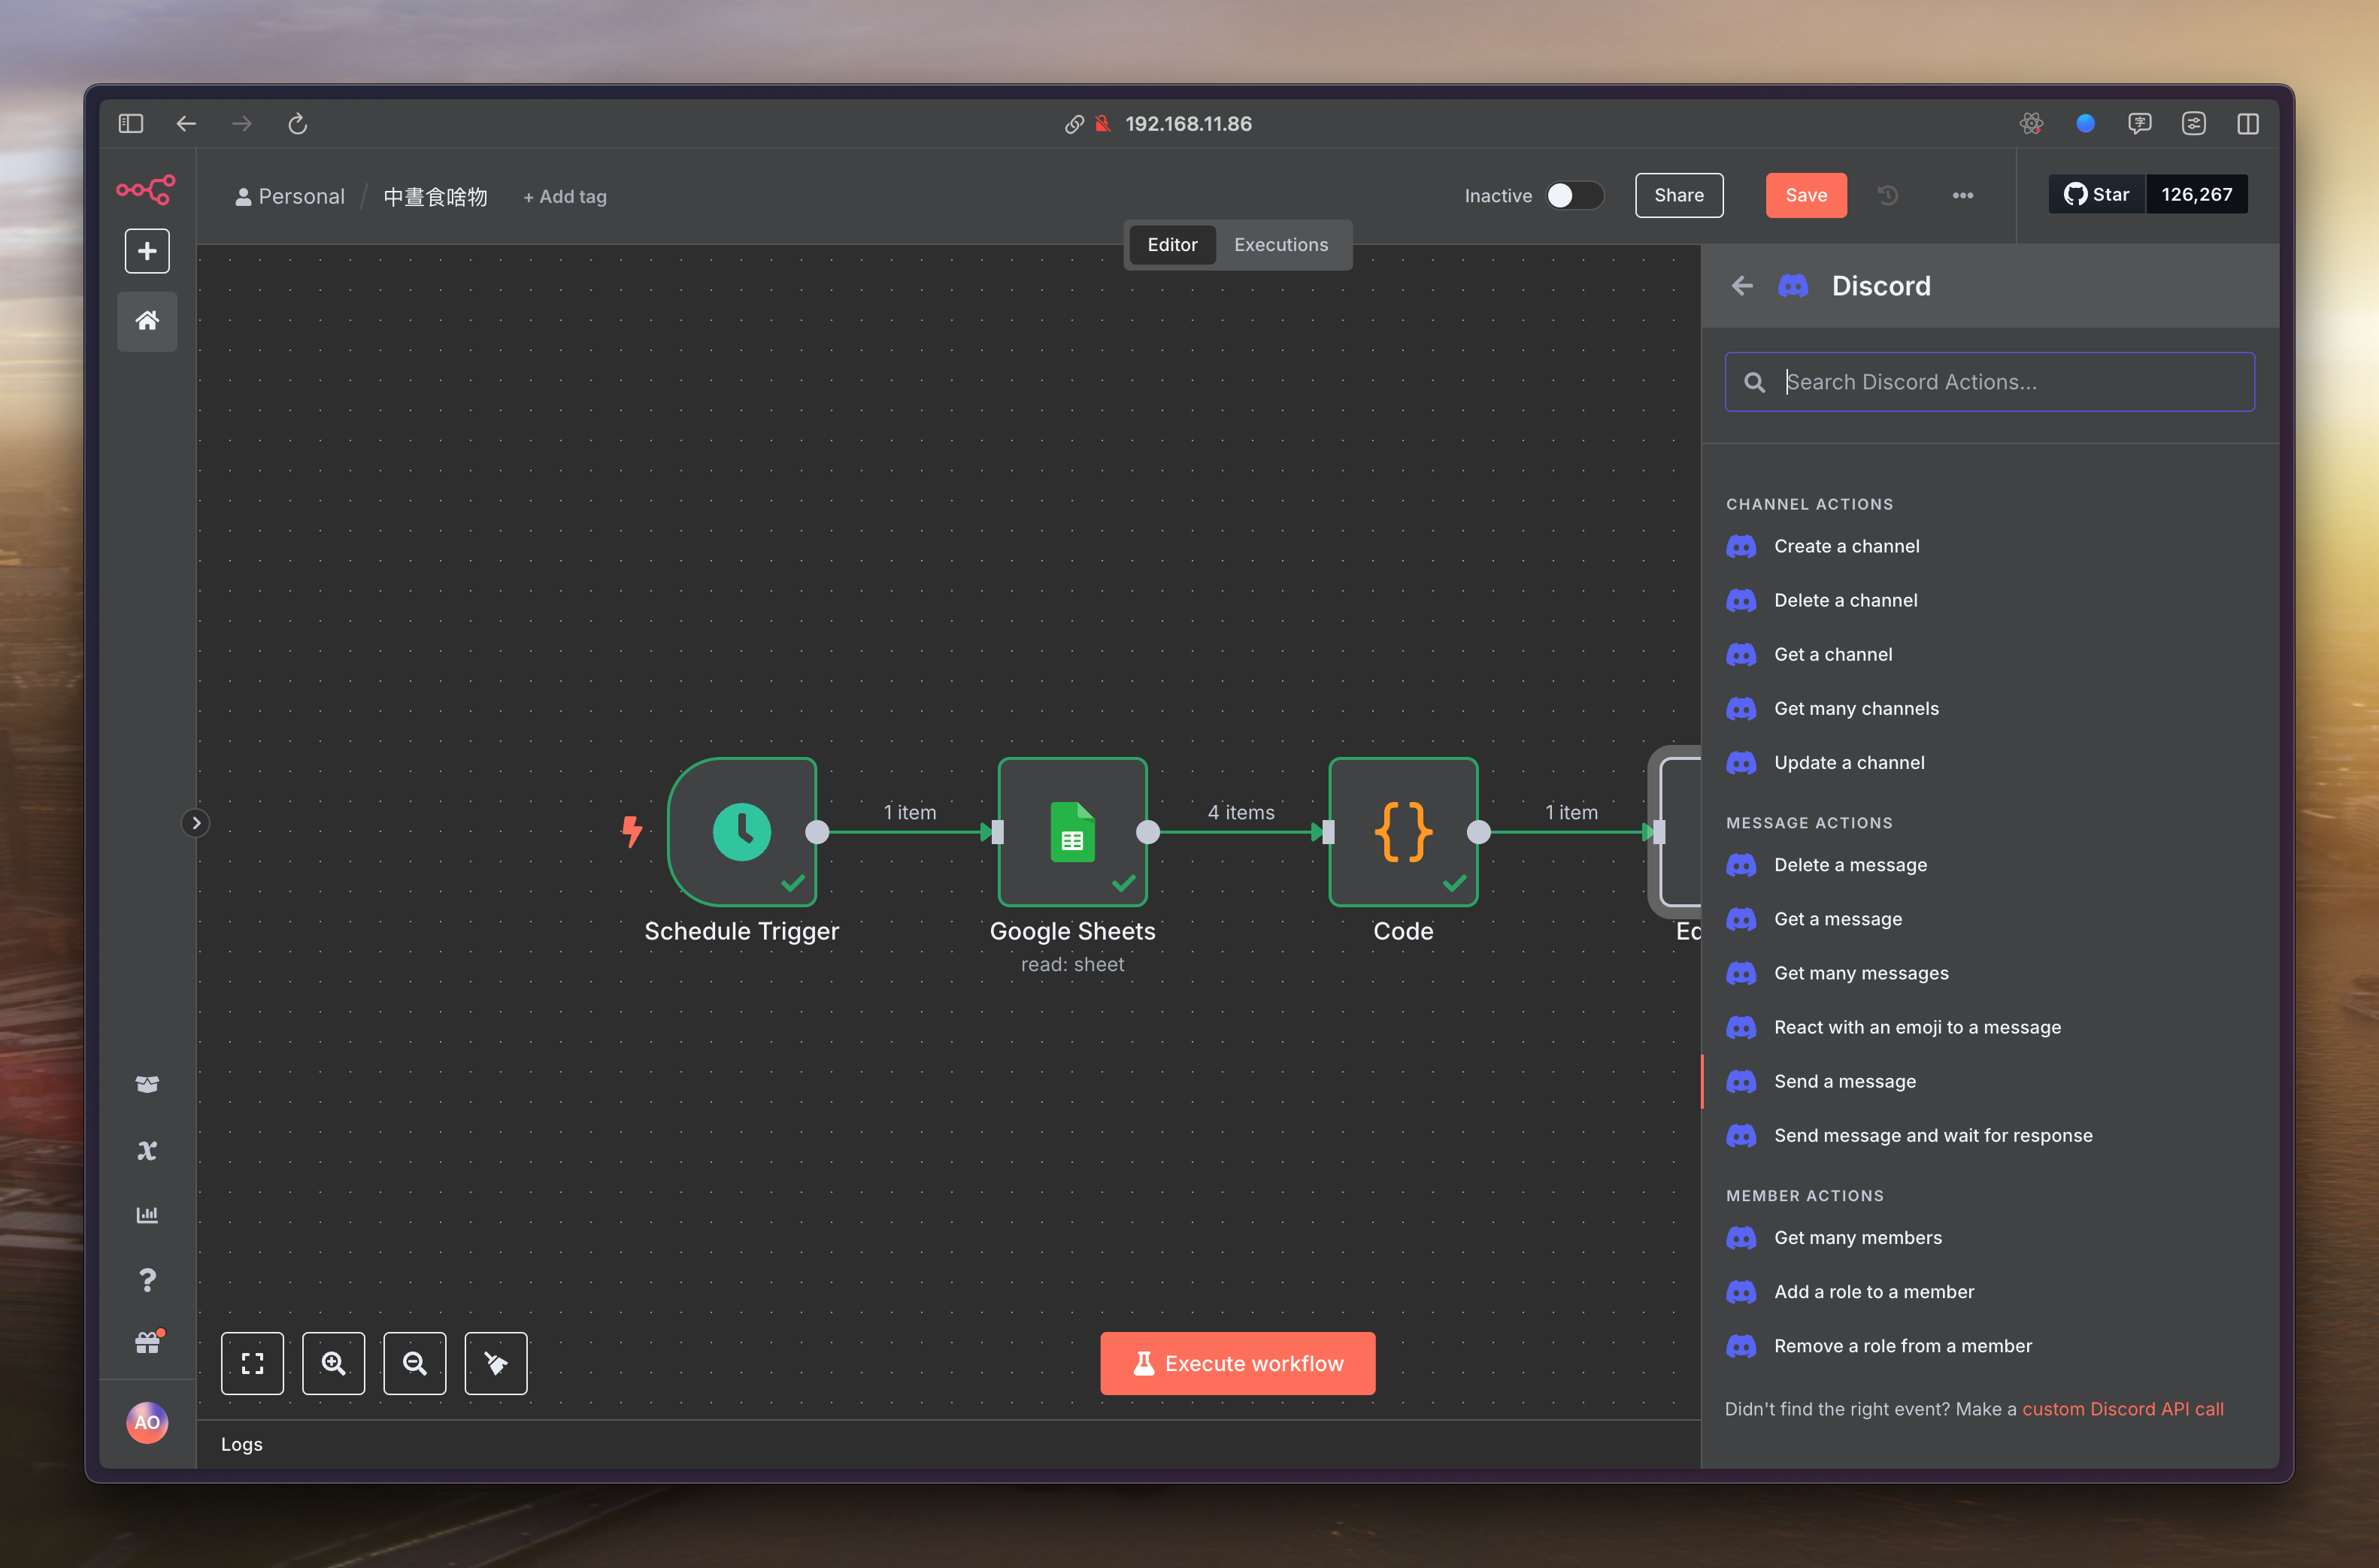 192.168.11.86
Personal / 中晝食啥物 + Add tag
Inactive
Share
Save
Star 126,267
Editor
Executions
Discord
Search Discord Actions...
CHANNEL ACTIONS
Create a channel
Delete a channel
Get a channel
Get many channels
Update a channel
MESSAGE ACTIONS
Delete a message
Get a message
Get many messages
React with an emoji to a message
Send a message
Send message and wait for response
MEMBER ACTIONS
Get many members
Add a role to a member
Remove a role from a member
Didn't find the right event? Make a custom Discord API call
1 item
4 items
1 item
Schedule Trigger
Google Sheets
read: sheet
Code
Ed
Execute workflow
AO
Logs